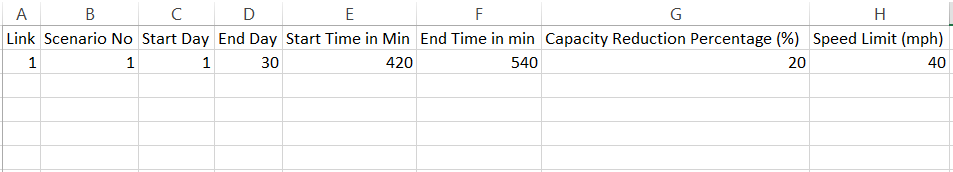 A B C D E F G H
Link Scenario No Start Day End Day Start Time in Min End Time in min Capacity Reduction Percentage (%) Speed Limit (mph)
1 1 1 30 420 540 20 40